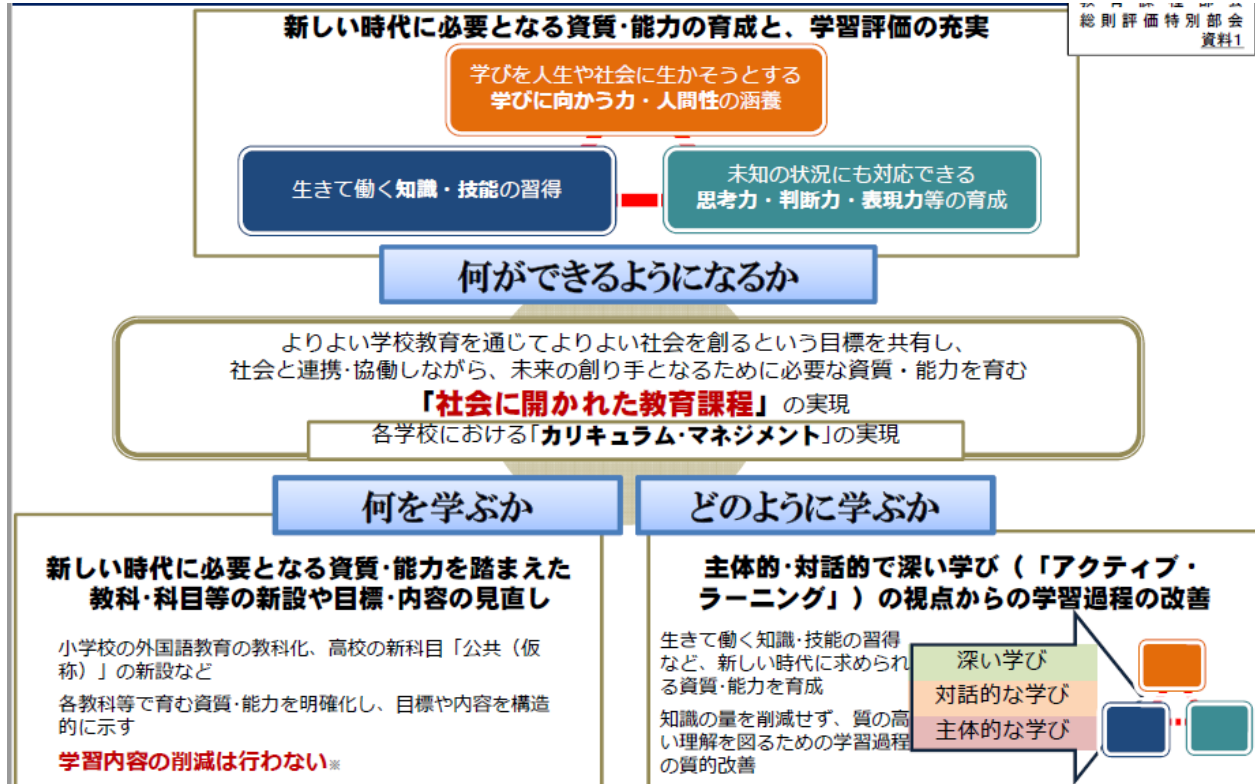 総則評価特別部会
資料1
新しい時代に必要となる資質･能力の育成と、学習評価の充実
学びを人生や社会に生かそうとする
学びに向かう力・人間性の涵養
生きて働く知識・技能の習得
未知の状況にも対応できる
思考力・判断力・表現力等の育成
何ができるようになるか
よりよい学校教育を通じてよりよい社会を創るという目標を共有し、
社会と連携･協働しながら、未来の創り手となるために必要な資質・能力を育む
「社会に開かれた教育課程」の実現
各学校における｢カリキュラム･マネジメント｣の実現
何を学ぶか
どのように学ぶか
新しい時代に必要となる資質･能力を踏まえた
教科･科目等の新設や目標･内容の見直し
小学校の外国語教育の教科化、高校の新科目「公共（仮
称）」の新設など
各教科等で育む資質･能力を明確化し、目標や内容を構造
的に示す
学習内容の削減は行わない※
主体的･対話的で深い学び（「アクティブ・
ラーニング」）の視点からの学習過程の改善
生きて働く知識･技能の習得
など、新しい時代に求められ
る資質･能力を育成
知識の量を削減せず、質の高
い理解を図るための学習過程
の質的改善
深い学び
対話的な学び
主体的な学び